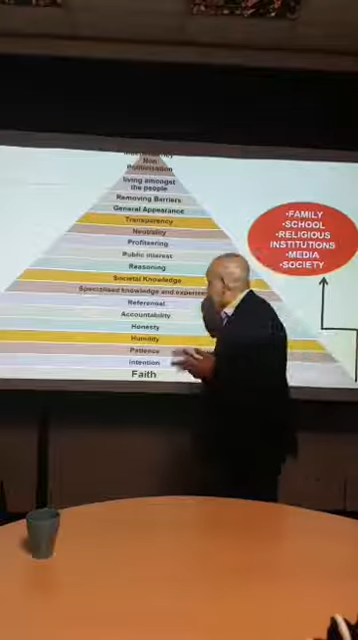 Non
Politicisation
living amongst
the people
Removing Barriers
General Appearance
Transparency
Neutrality
Profiteering
Public interest
Reasoning
Societal Knowledge
Specialised knowledge and expertise
Referensi
Accountability
Honesty
Humility
Patience
Intention
Faith
•FAMILY
•SCHOOL
•RELIGIOUS
INSTITUTIONS
•MEDIA
•SOCIETY